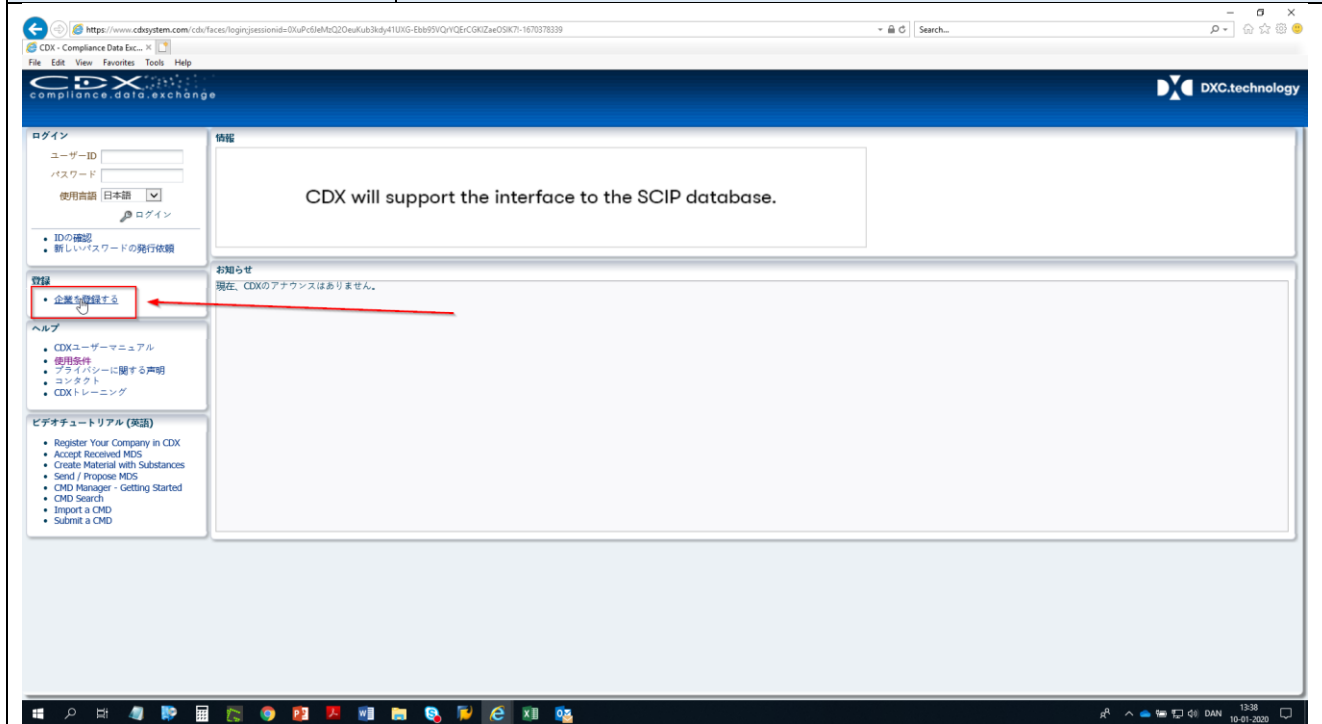 https://www.cdxsystem.com/cdx/faces/login;jsessionid=0XuPc6JeMzQ2OeuKub3kdy41UXG-Ebb95VQrYQErCGKIZaeOSIK7!-1670378339
Search...
CDX - Compliance Data Exc...
File Edit View Favorites Tools Help
CDX
compliance.data.exchange
DXC.technology
ログイン
ユーザーID
パスワード
使用言語 日本語
ログイン
IDの確認
新しいパスワードの発行依頼
登録
企業を登録する
ヘルプ
CDXユーザーマニュアル
使用条件
プライバシーに関する声明
コンタクト
CDXトレーニング
ビデオチュートリアル (英語)
Register Your Company in CDX
Accept Received MDS
Create Material with Substances
Send / Propose MDS
CMD Manager - Getting Started
CMD Search
Import a CMD
Submit a CMD
情報
CDX will support the interface to the SCIP database.
お知らせ
現在、CDXのアナウンスはありません。
DAN
13:38
10-01-2020